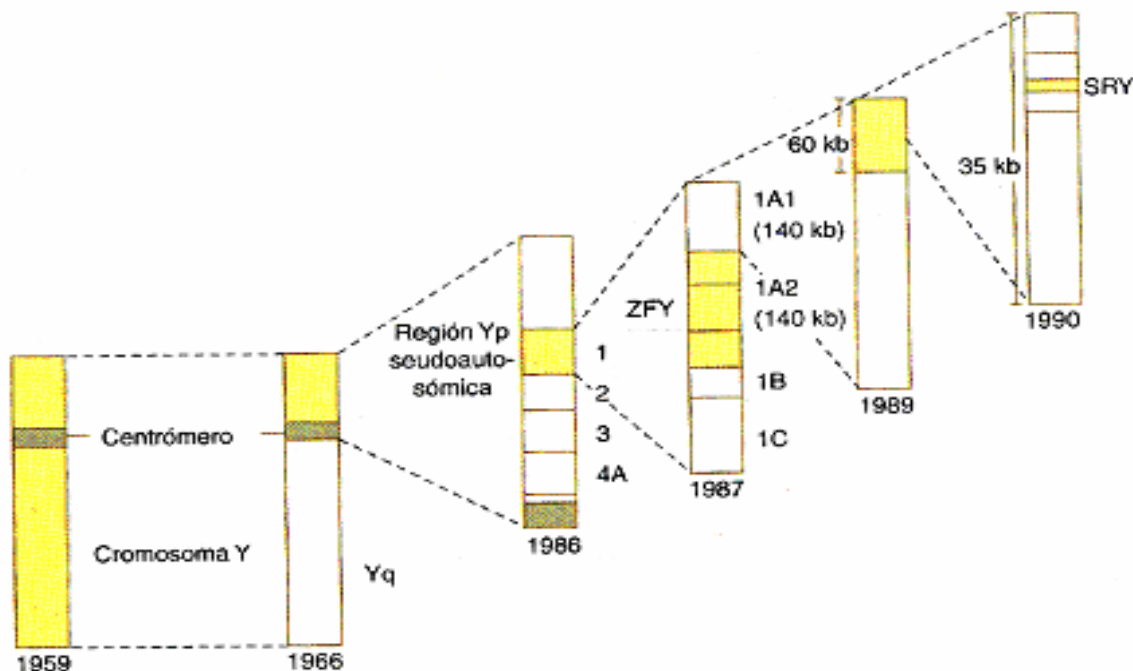 SRY
35 kb
1990
60 kb
1989
1A1
(140 kb)
ZFY
1A2
(140 kb)
1B
1C
1987
Región Yp
seudoauto-
sómica
1
2
3
4A
1986
Centrómero
Cromosoma Y
Yq
1959
1966